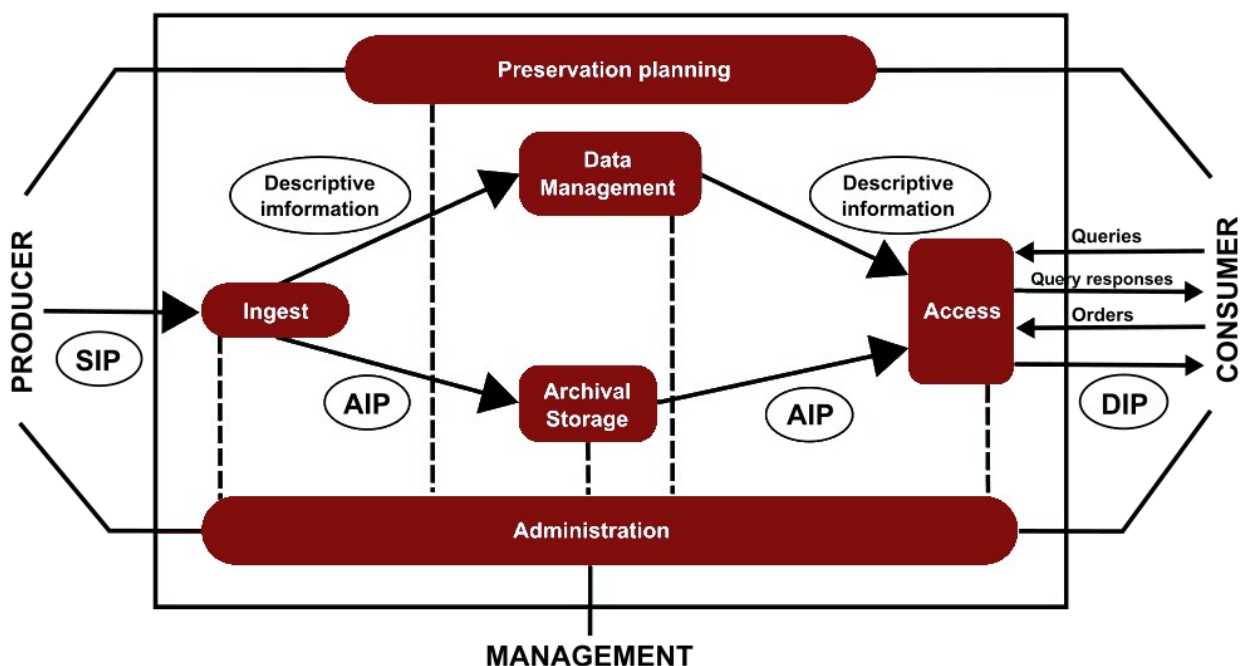 Preservation planning
Data
Management
Descriptive
imformation
Descriptive
information
Queries
Query responses
Orders
PRODUCER
CONSUMER
Ingest
Access
SIP
AIP
Archival
Storage
AIP
DIP
Administration
MANAGEMENT